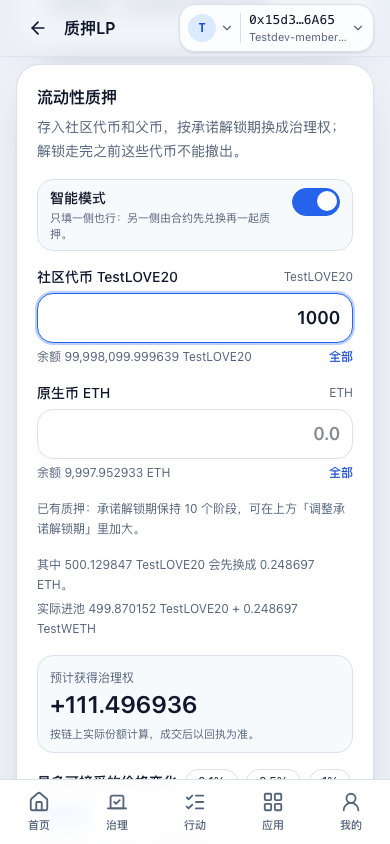 质押LP
T
0x15d3…6A65
Testdev-member...
流动性质押
存入社区代币和父币，按承诺解锁期换成治理权；
解锁走完之前这些代币不能撤出。
智能模式
只填一侧也行：另一侧由合约先兑换再一起质
押。
社区代币 TestLOVE20
TestLOVE20
1000
余额 99,998,099.999639 TestLOVE20
全部
原生币 ETH
ETH
0.0
余额 9,997.952933 ETH
全部
已有质押：承诺解锁期保持 10 个阶段，可在上方「调整承
诺解锁期」里加大。
其中 500.129847 TestLOVE20 会先换成 0.248697
ETH。
实际进池 499.870152 TestLOVE20 + 0.248697
TestWETH
预计获得治理权
+111.496936
按链上实际份额计算，成交后以回执为准。
首页
治理
行动
应用
我的